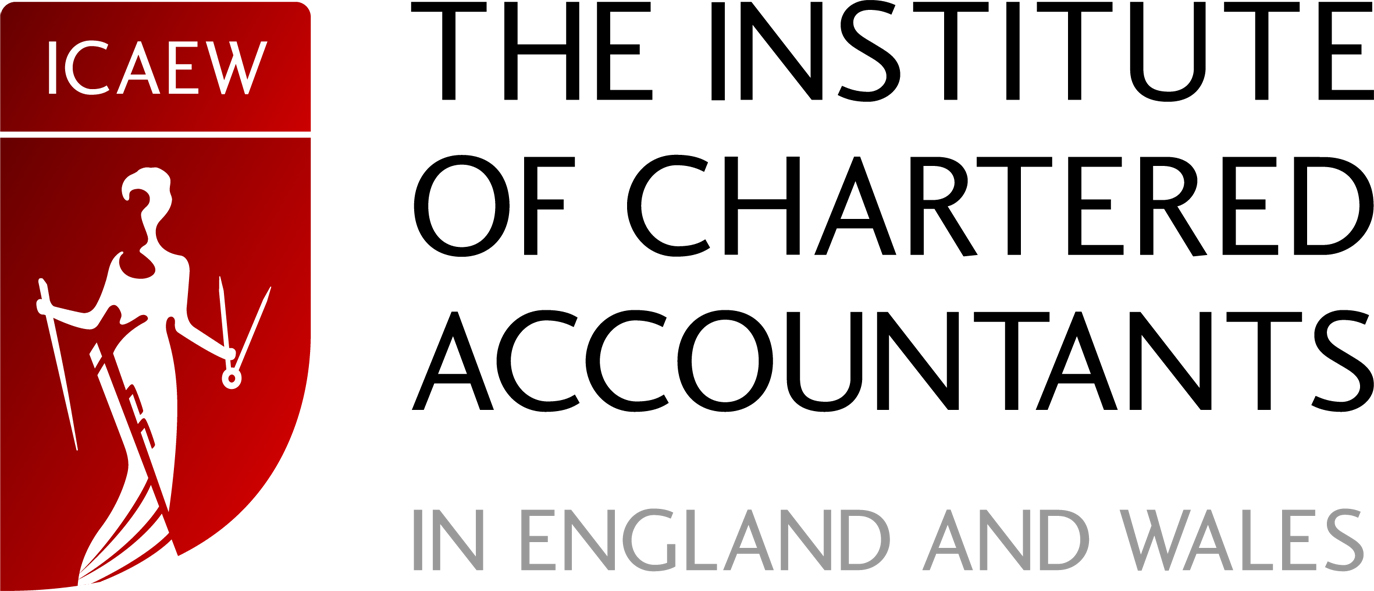 ICAEW
THE INSTITUTE
OF CHARTERED
ACCOUNTANTS
IN ENGLAND AND WALES